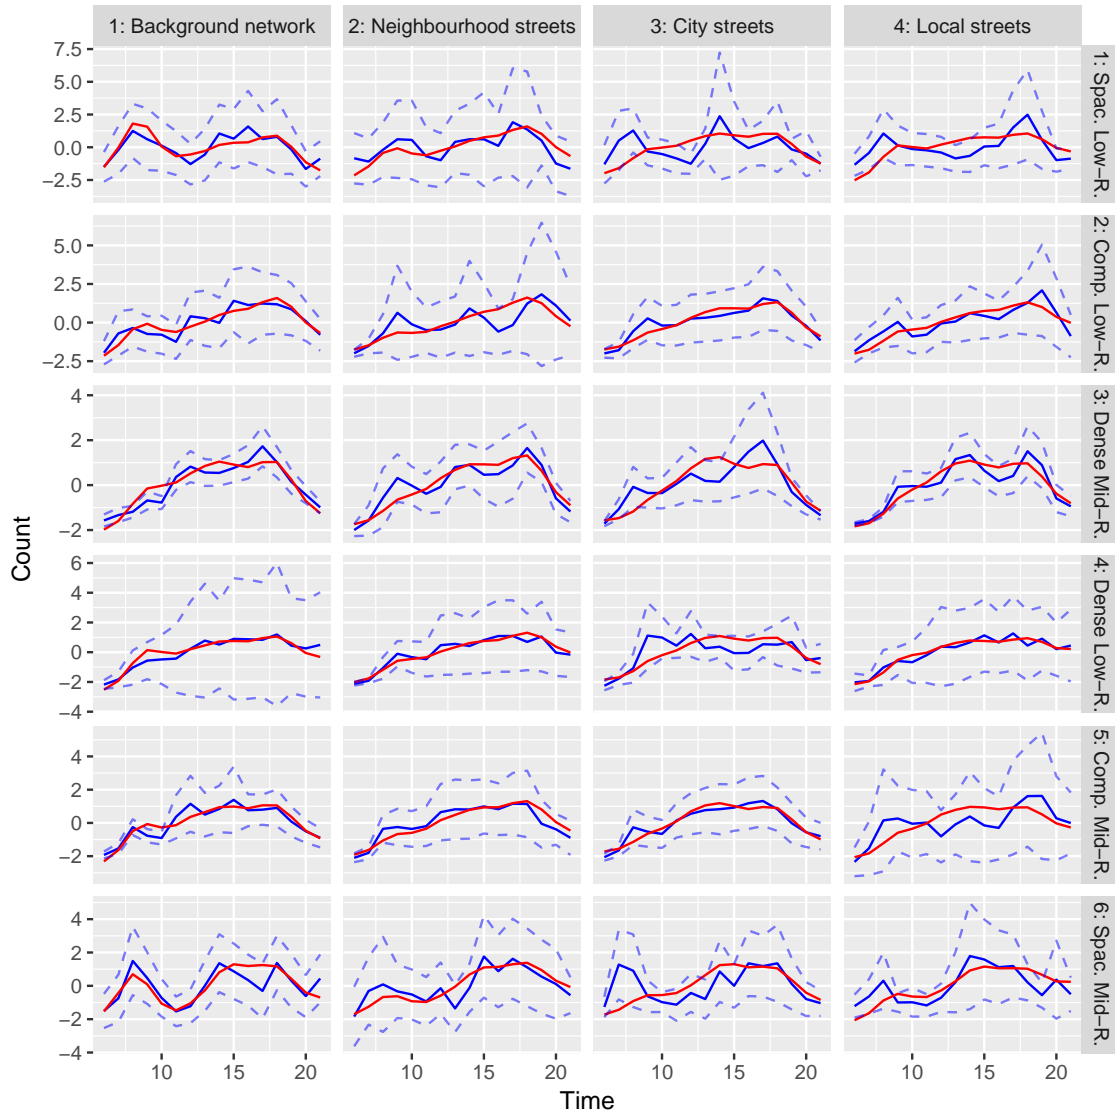 1: Background network
2: Neighbourhood streets
3: City streets
4: Local streets
7.5
5.0
2.5
0.0
−2.5
1: Spac. Low−R.
5.0
2.5
0.0
−2.5
2: Comp. Low−R.
4
2
0
−2
3: Dense Mid−R.
6
4
2
0
−2
−4
4: Dense Low−R.
4
2
0
−2
5: Comp. Mid−R.
4
2
0
−2
−4
6: Spac. Mid−R.
10 15 20 10 15 20 10 15 20 10 15 20
Time
Count